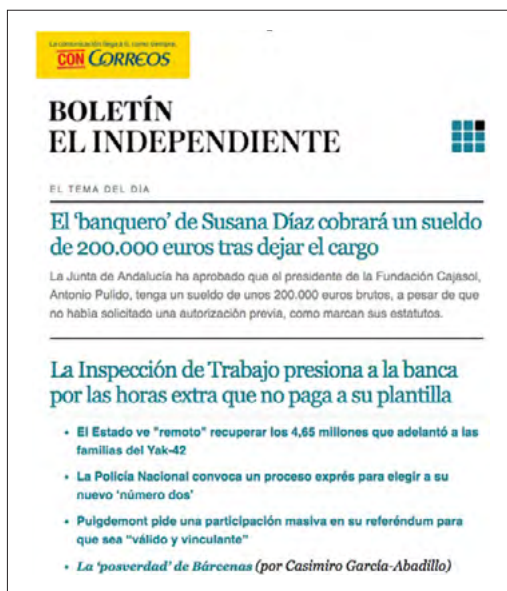 La comunicación llegará a ti, como siempre,
CON CORREOS
BOLETÍN
EL INDEPENDIENTE
EL TEMA DEL DÍA
El ‘banquero’ de Susana Díaz cobrará un sueldo
de 200.000 euros tras dejar el cargo
La Junta de Andalucía ha aprobado que el presidente de la Fundación Cajasol,
Antonio Pulido, tenga un sueldo de unos 200.000 euros brutos, a pesar de que
no había solicitado una autorización previa, como marcan sus estatutos.
La Inspección de Trabajo presiona a la banca
por las horas extra que no paga a su plantilla
• El Estado ve "remoto" recuperar los 4,65 millones que adelantó a las
familias del Yak-42
• La Policía Nacional convoca un proceso exprés para elegir a su
nuevo ‘número dos’
• Puigdemont pide una participación masiva en su referéndum para
que sea “válido y vinculante”
• La ‘posverdad’ de Bárcenas (por Casimiro García-Abadillo)